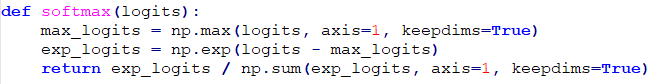 def softmax(logits):
    max_logits = np.max(logits, axis=1, keepdims=True)
    exp_logits = np.exp(logits - max_logits)
    return exp_logits / np.sum(exp_logits, axis=1, keepdims=True)